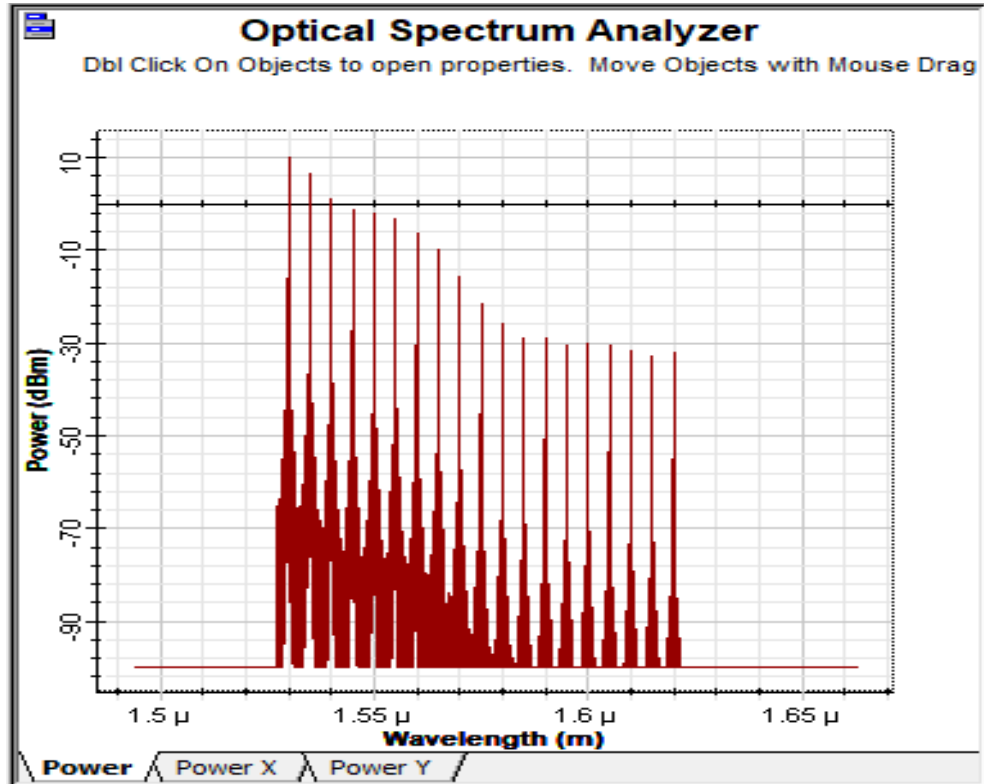 Optical Spectrum Analyzer
Dbl Click On Objects to open properties. Move Objects with Mouse Drag
10
-10
-30
-50
-70
-90
Power (dBm)
1.5 µ 1.55 µ 1.6 µ 1.65 µ
Wavelength (m)
Power Power X Power Y